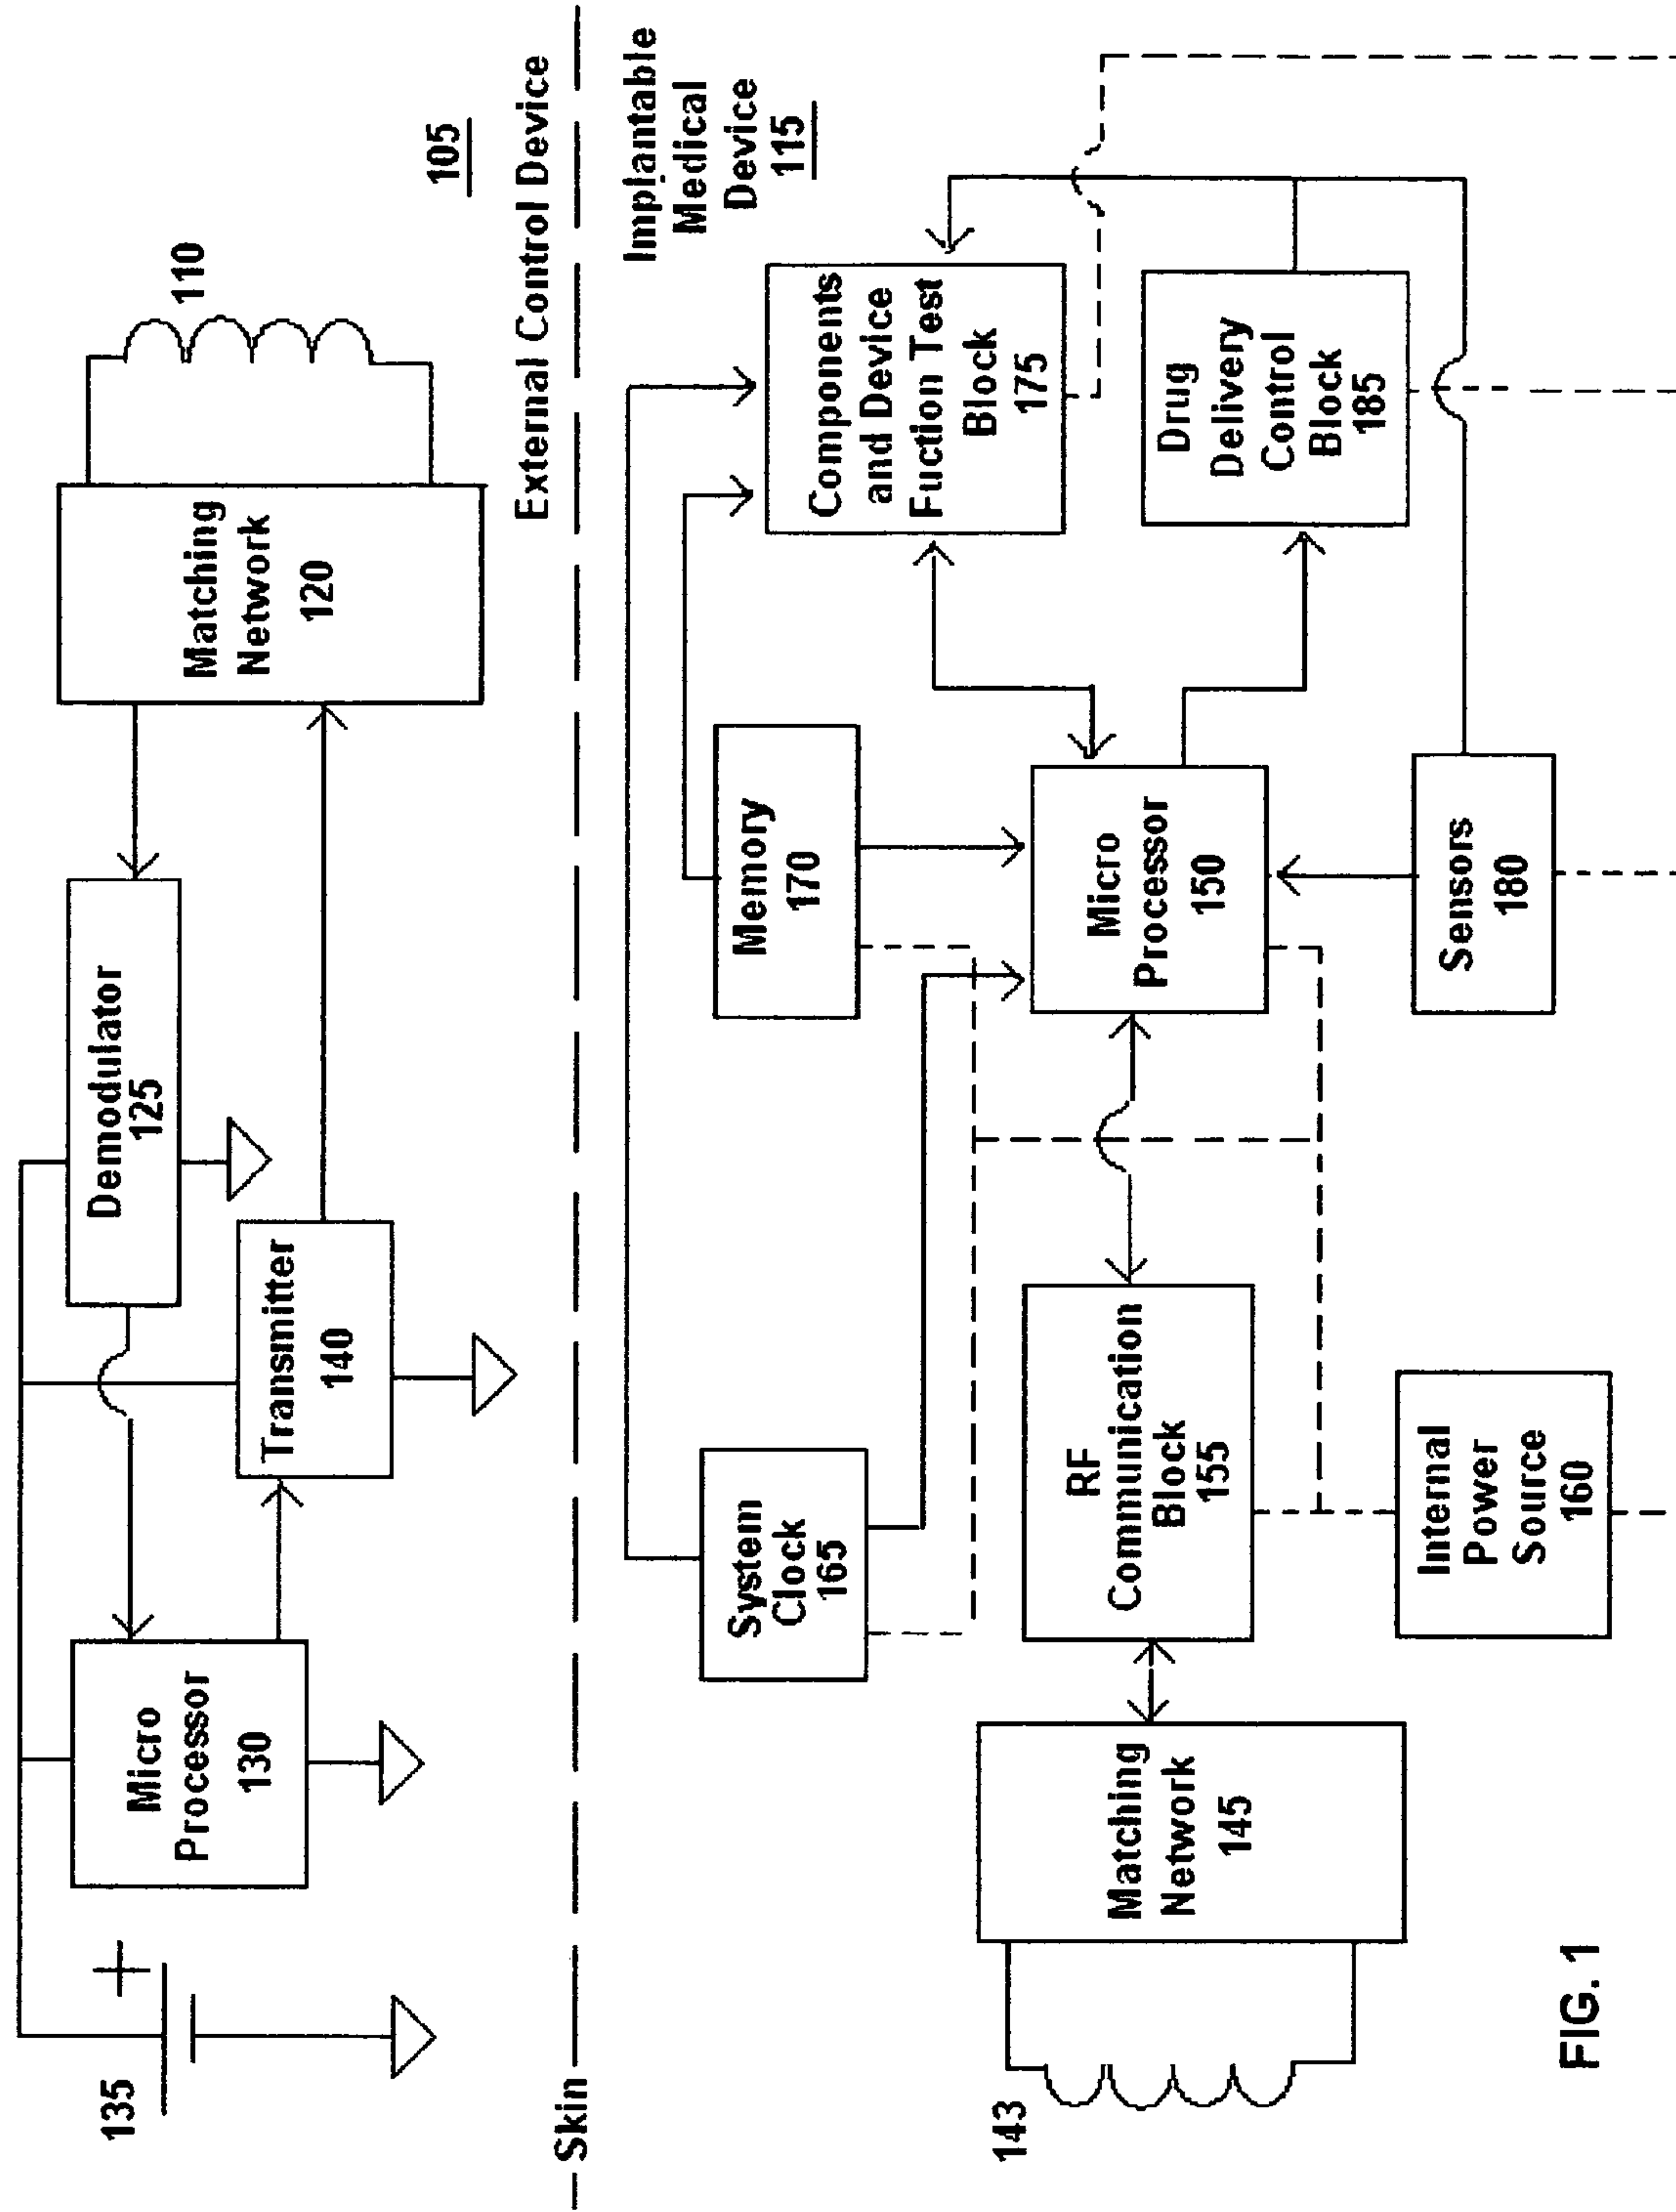 135
+
Micro
Processor
130
Demodulator
125
Transmitter
140
Matching
Network
120
110
105
External Control Device
Skin
Implantable
Medical
Device
115
System
Clock
165
Memory
170
Components
and Device
Fuction Test
Block
175
143
Matching
Network
145
RF
Communication
Block
155
Micro
Processor
150
Drug
Delivery
Control
Block
185
Internal
Power
Source
160
Sensors
180
FIG. 1